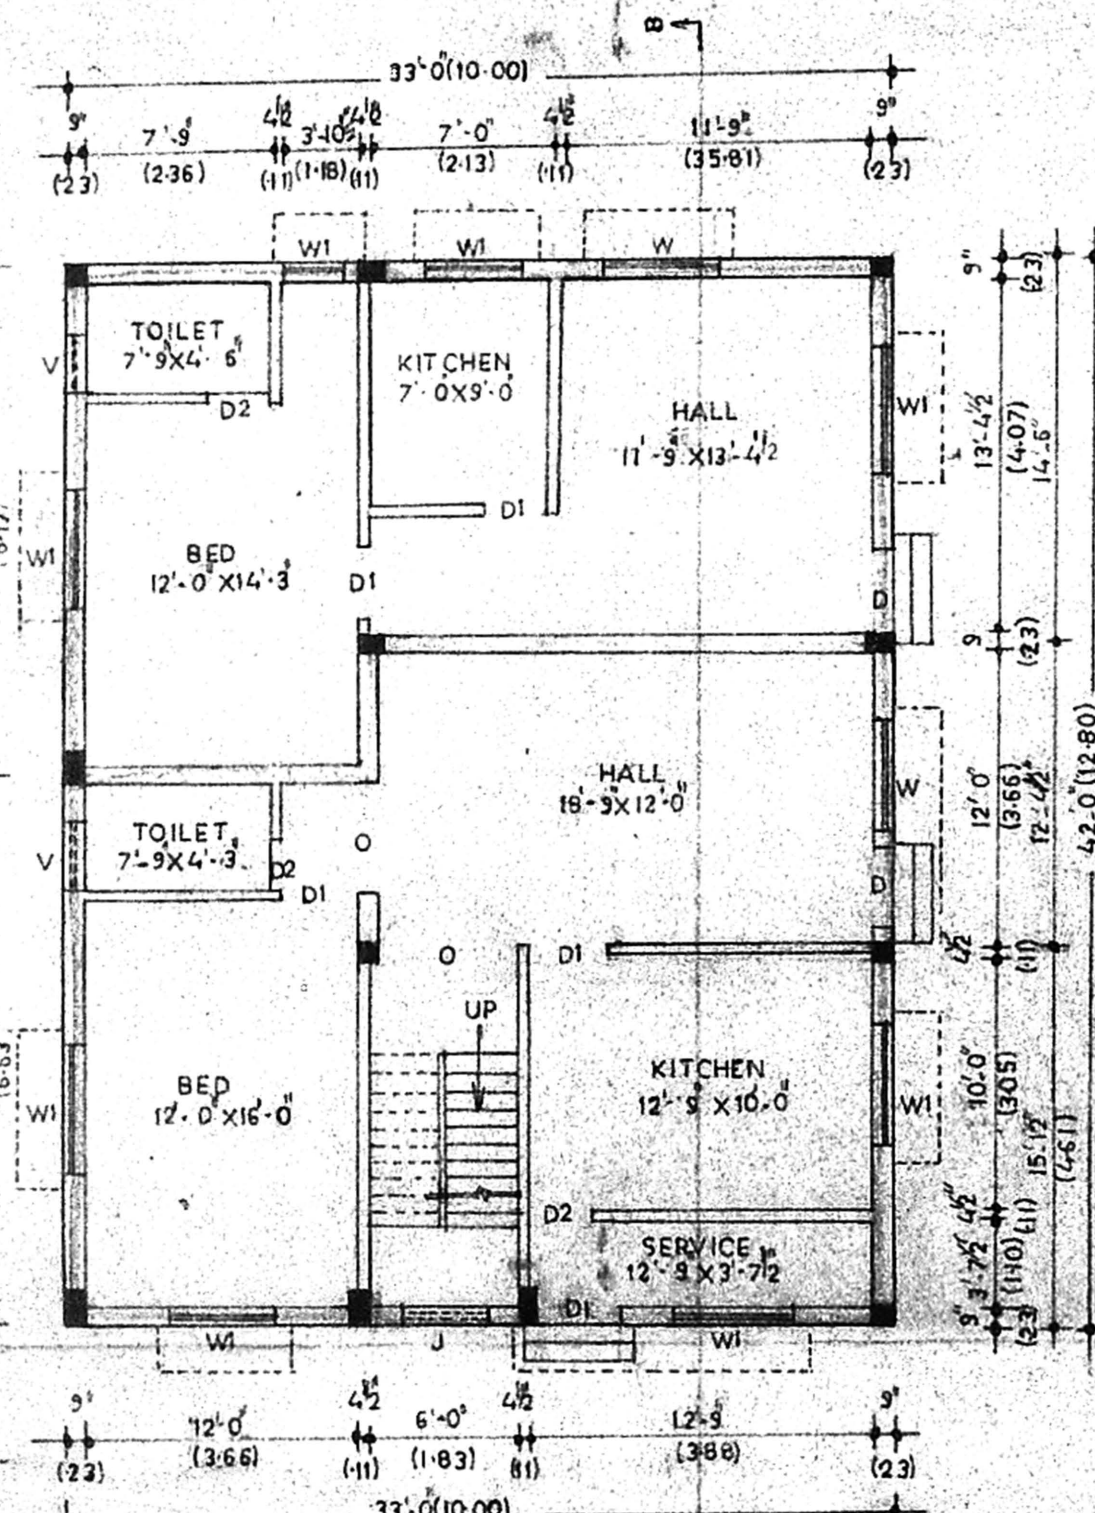 B
33'-0"(10.00)
9" 7'-9" 4½" 3'-10½" 4½" 7'-0" 4½" 11'-9" 9"
(.23) (2.36) (.11) (1.18) (.11) (2.13) (.11) (35.81) (.23)
W1 W1 W
TOILET
7'-9"X4'-6"
V
D2
KITCHEN
7'-0"X9'-0"
D1
HALL
11'-9"X13'-4½"
W1
W1
BED
12'-0"X14'-3"
D1
D
HALL
18'-9"X12'-0"
W
TOILET
7'-9"X4'-3"
V
D2
O
D1
D
O
D1
UP
KITCHEN
12'-9"X10'-0"
W1
BED
12'-0"X16'-0"
W1
D2
SERVICE
12'-9"X3'-7½"
D1
W1 J W1
9" 12'-0" 4½" 6'-0" 4½" 12'-9" 9"
(.23) (3.66) (.11) (1.83) (.11) (3.88) (.23)
33'-0"(10.00)
9"
(.23)
13'-4½"
(4.07)
14'-6"
9
(.23)
12'-0"
(3.66)
12'-4½"
42'-0"(12.80)
4½"
(.11)
10'-0"
(3.05)
15'.12"
(4.61)
4½"
(.11)
3'-7½"
(1.10)
9"
(.23)